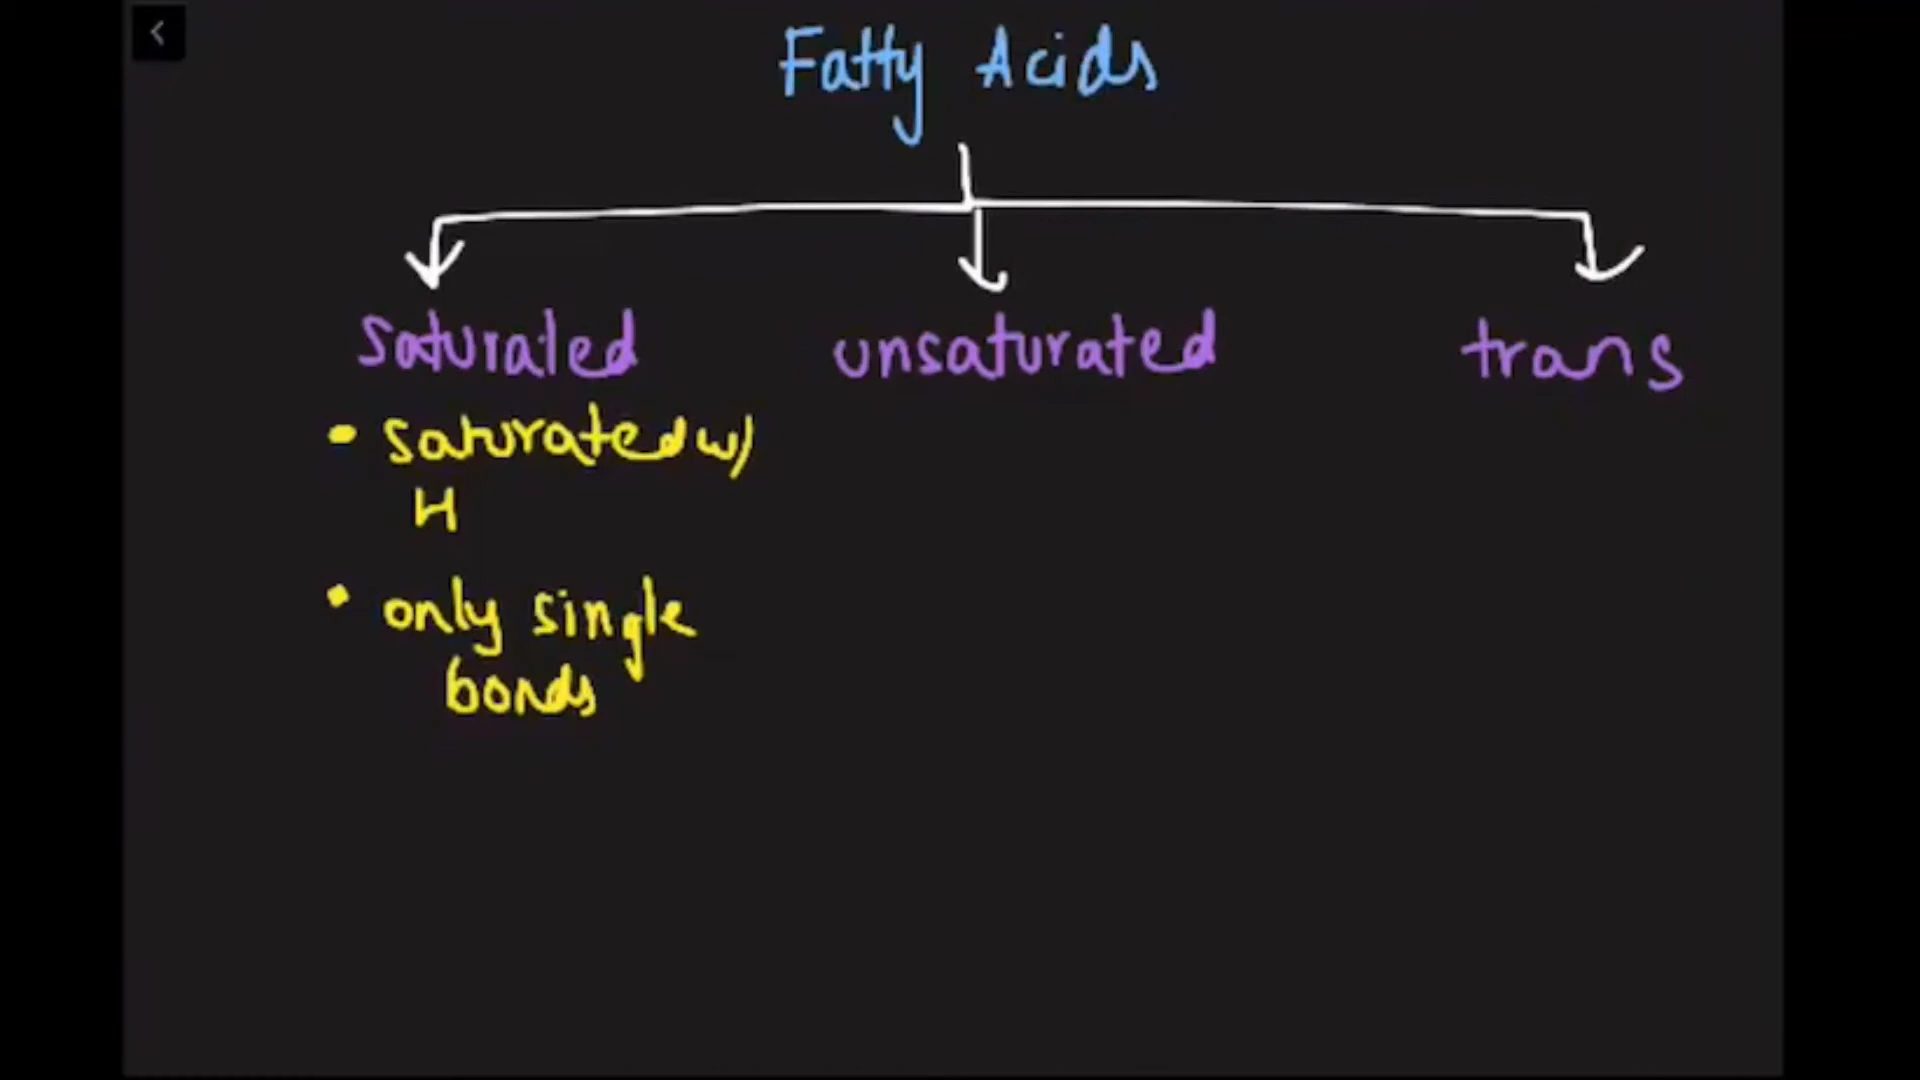 Fatty Acids
saturated unsaturated trans
• saturated w/
H
• only single
bonds